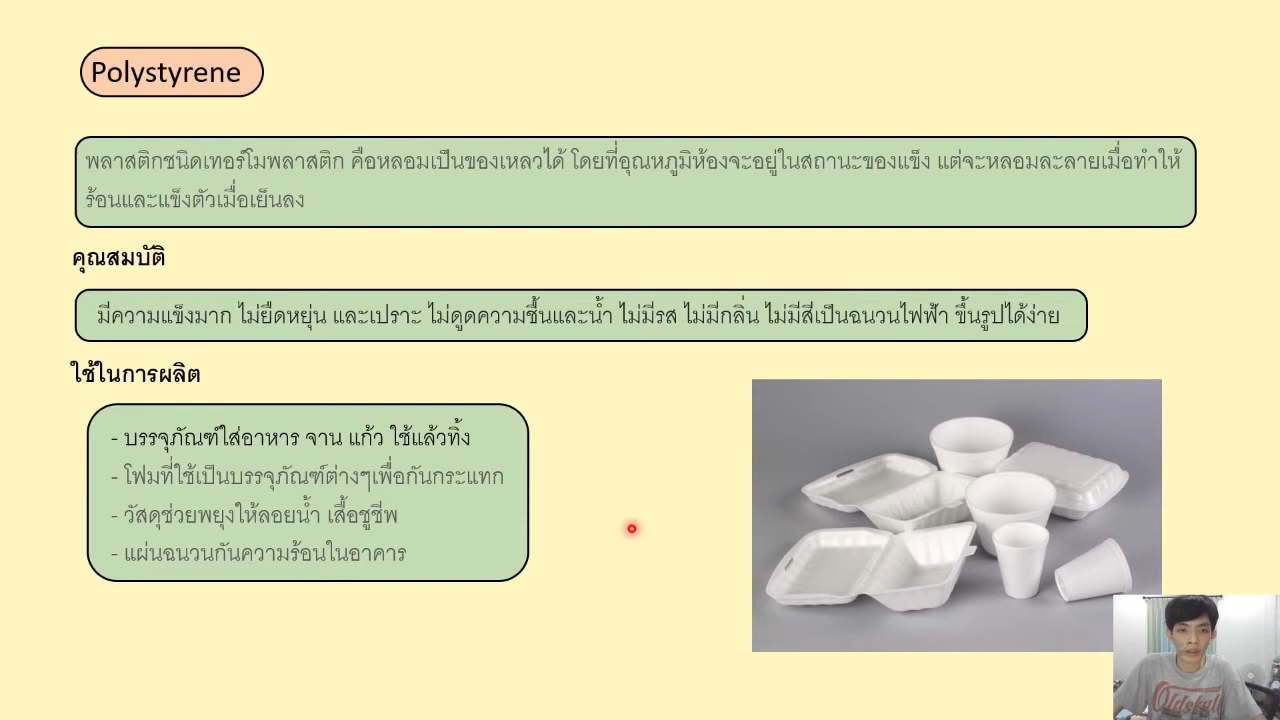 Polystyrene
พลาสติกชนิดเทอร์โมพลาสติก คือหลอมเป็นของเหลวได้ โดยที่อุณหภูมิห้องจะอยู่ในสถานะของแข็ง แต่จะหลอมละลายเมื่อทำให้
ร้อนและแข็งตัวเมื่อเย็นลง
คุณสมบัติ
มีความแข็งมาก ไม่ยืดหยุ่น และเปราะ ไม่ดูดความชื้นและน้ำ ไม่มีรส ไม่มีกลิ่น ไม่มีสีเป็นฉนวนไฟฟ้า ขึ้นรูปได้ง่าย
ใช้ในการผลิต
- บรรจุภัณฑ์ใส่อาหาร จาน แก้ว ใช้แล้วทิ้ง
- โฟมที่ใช้เป็นบรรจุภัณฑ์ต่างๆเพื่อกันกระแทก
- วัสดุช่วยพยุงให้ลอยน้ำ เสื้อชูชีพ
- แผ่นฉนวนกันความร้อนในอาคาร